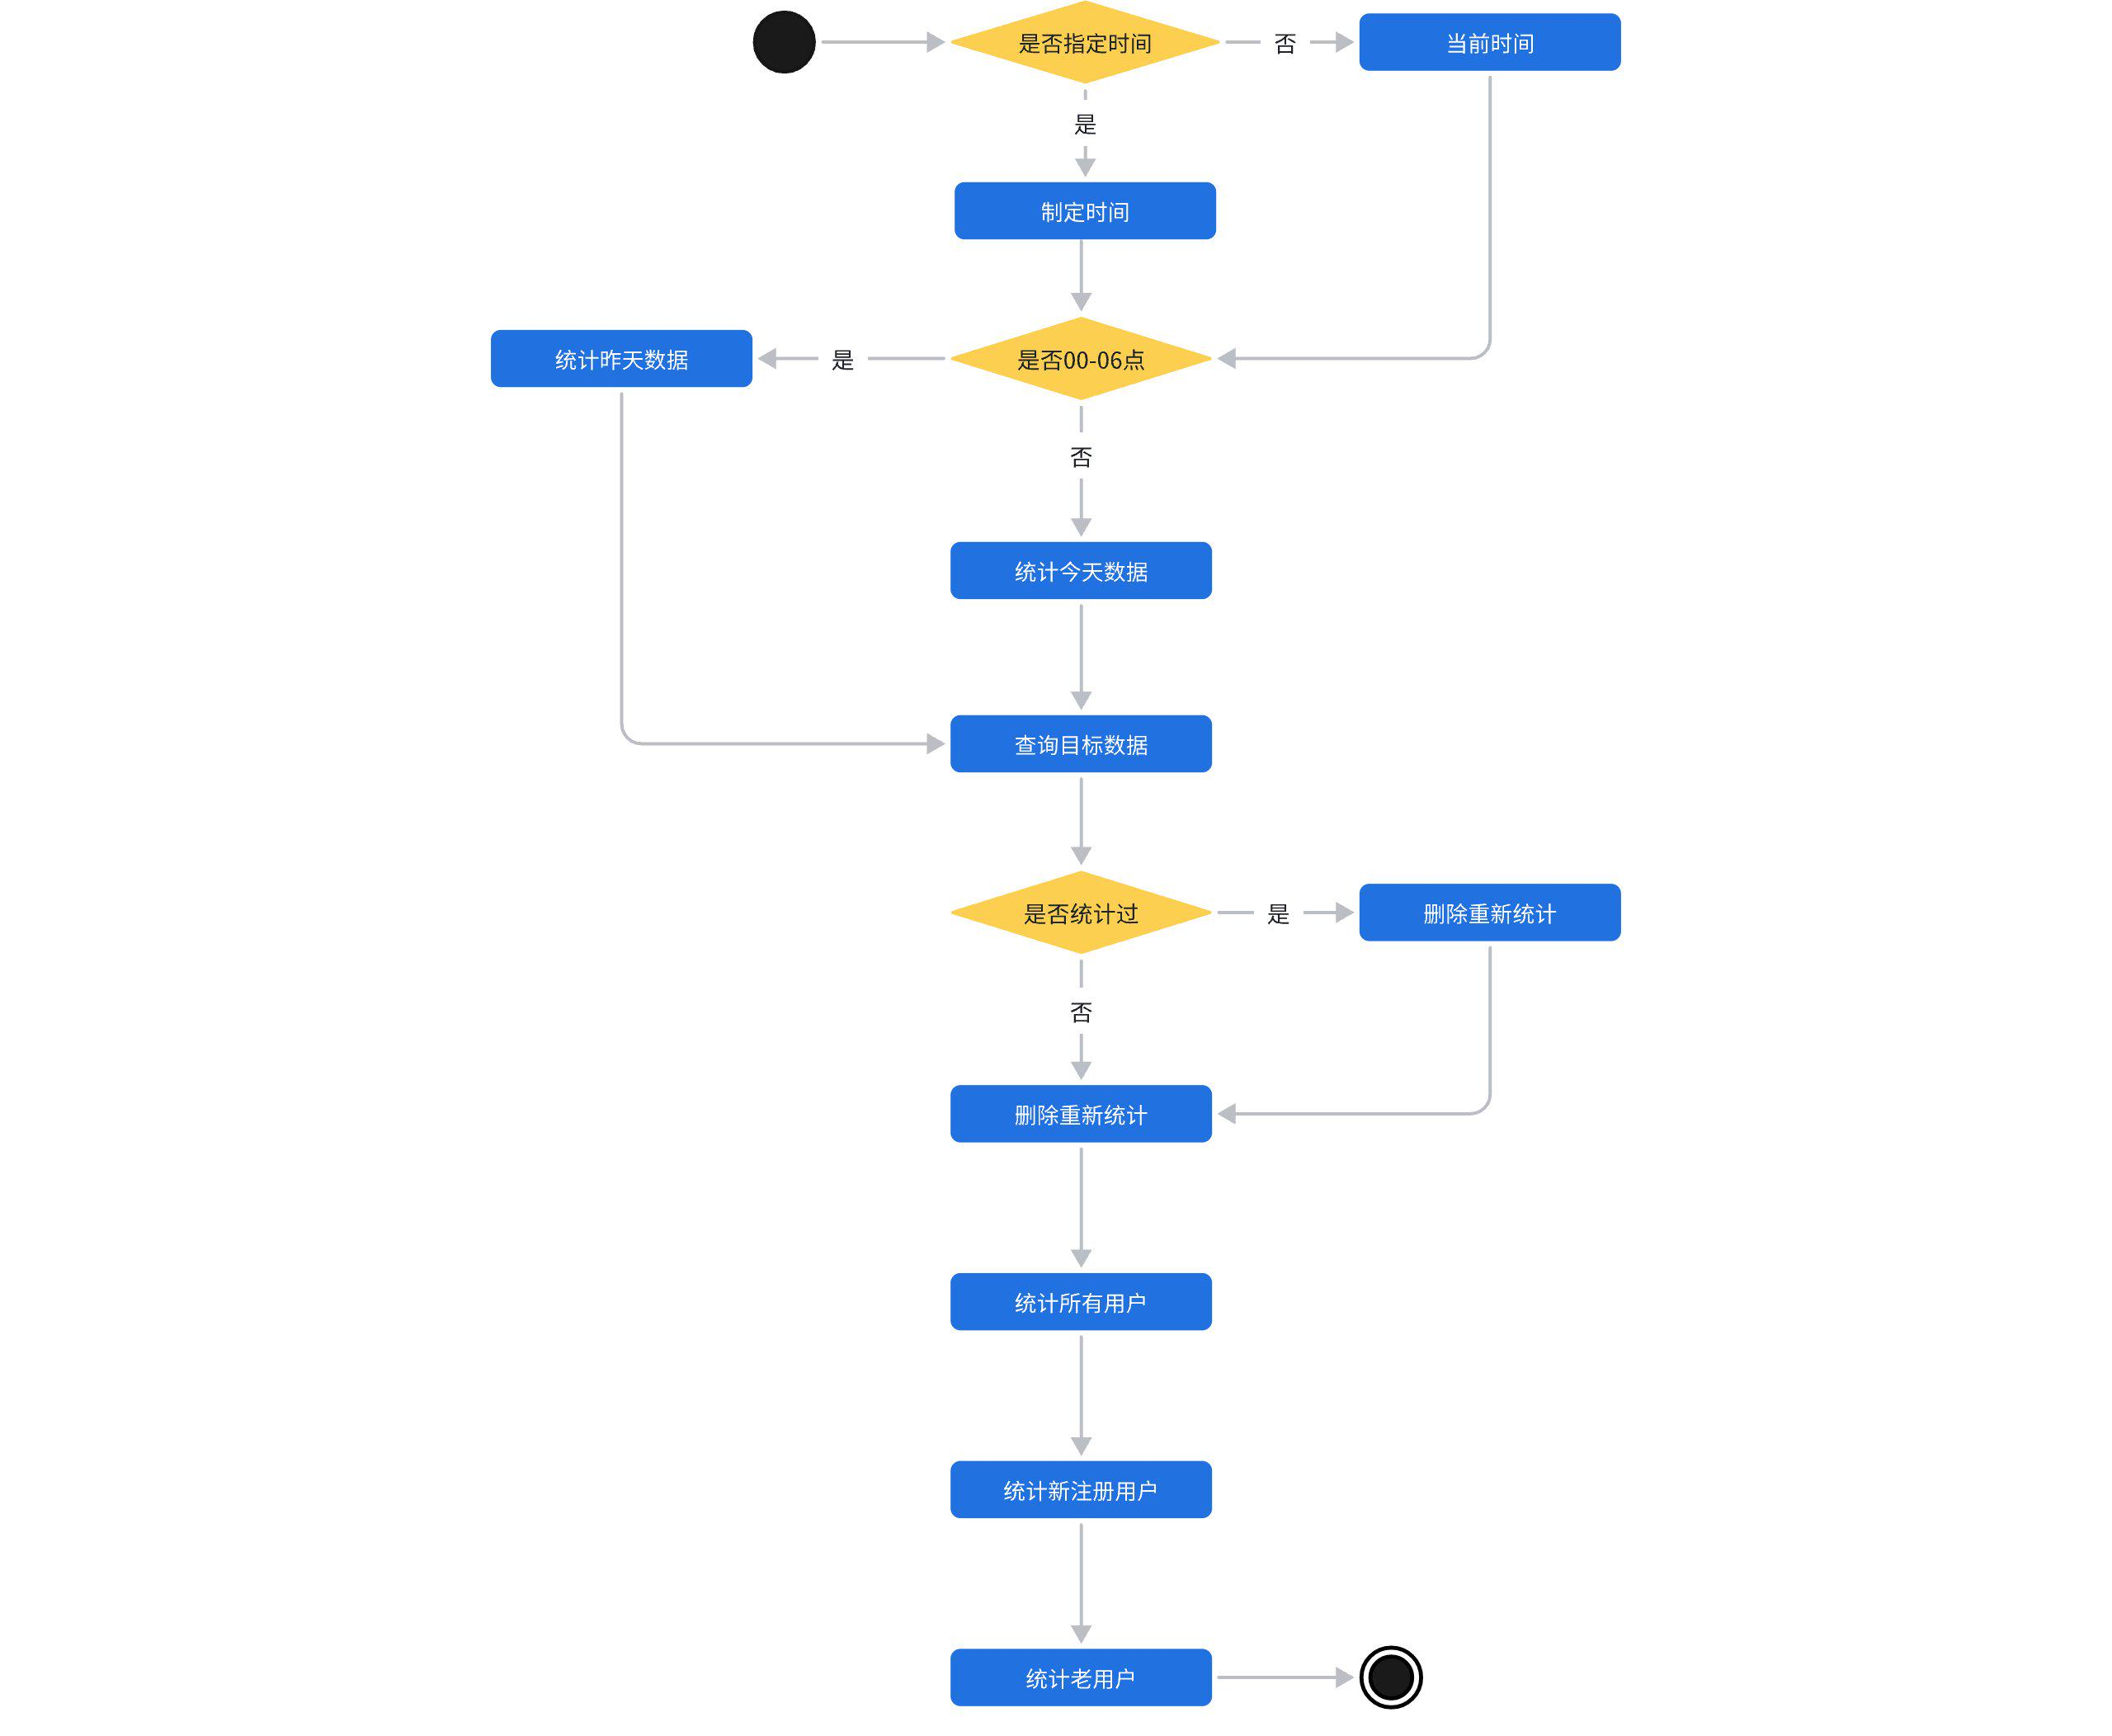 是否指定时间
否
当前时间
是
制定时间
统计昨天数据
是
是否00-06点
否
统计今天数据
查询目标数据
是否统计过
是
删除重新统计
否
删除重新统计
统计所有用户
统计新注册用户
统计老用户